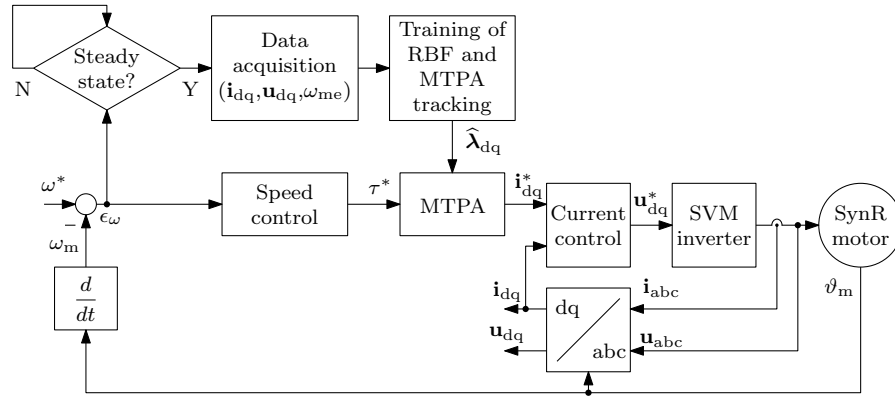 Steady
state?
N
Y
Data
acquisition
(i_dq,u_dq,ω_me)
Training of
RBF and
MTPA
tracking
λ̂_dq
ω*
−
ω_m
ϵ_ω
Speed
control
τ*
MTPA
i*_dq
Current
control
u*_dq
SVM
inverter
SynR
motor
ϑ_m
d
dt
i_dq
u_dq
dq
abc
i_abc
u_abc